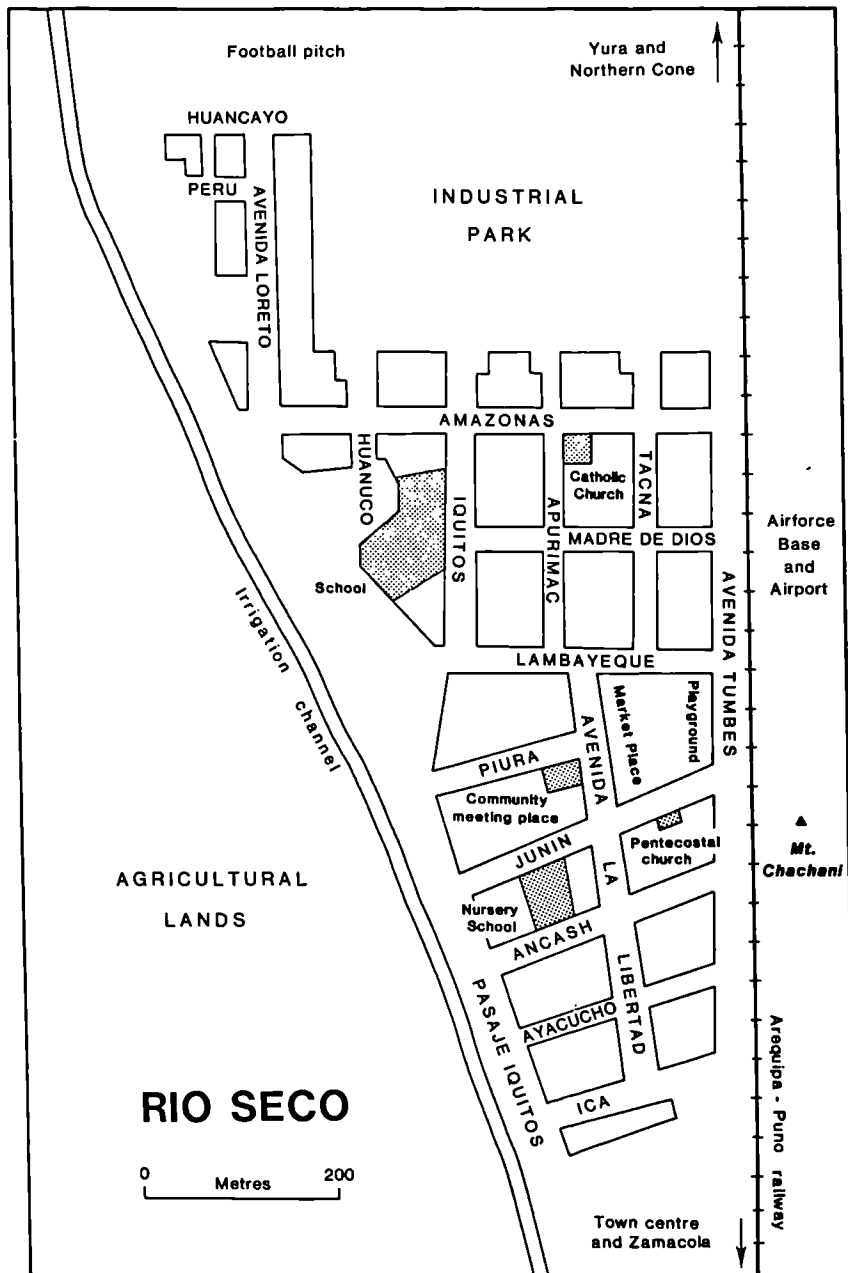 Football pitch
Yura and
Northern Cone
HUANCAYO
PERU
AVENIDA LORETO
INDUSTRIAL
PARK
AMAZONAS
HUANUCO
IQUITOS
APURIMAC
Catholic
Church
TACNA
MADRE DE DIOS
Airforce
Base
and
Airport
School
AVENIDA TUMBES
LAMBAYEQUE
Irrigation channel
Market Place
Playground
PIURA
AVENIDA LA LIBERTAD
Community
meeting place
JUNIN
Pentecostal
church
Mt.
Chachani
AGRICULTURAL
LANDS
Nursery
School
ANCASH
PASAJE IQUITOS
AYACUCHO
ICA
Arequipa - Puno railway
RIO SECO
0 200
Metres
Town centre
and Zamacola